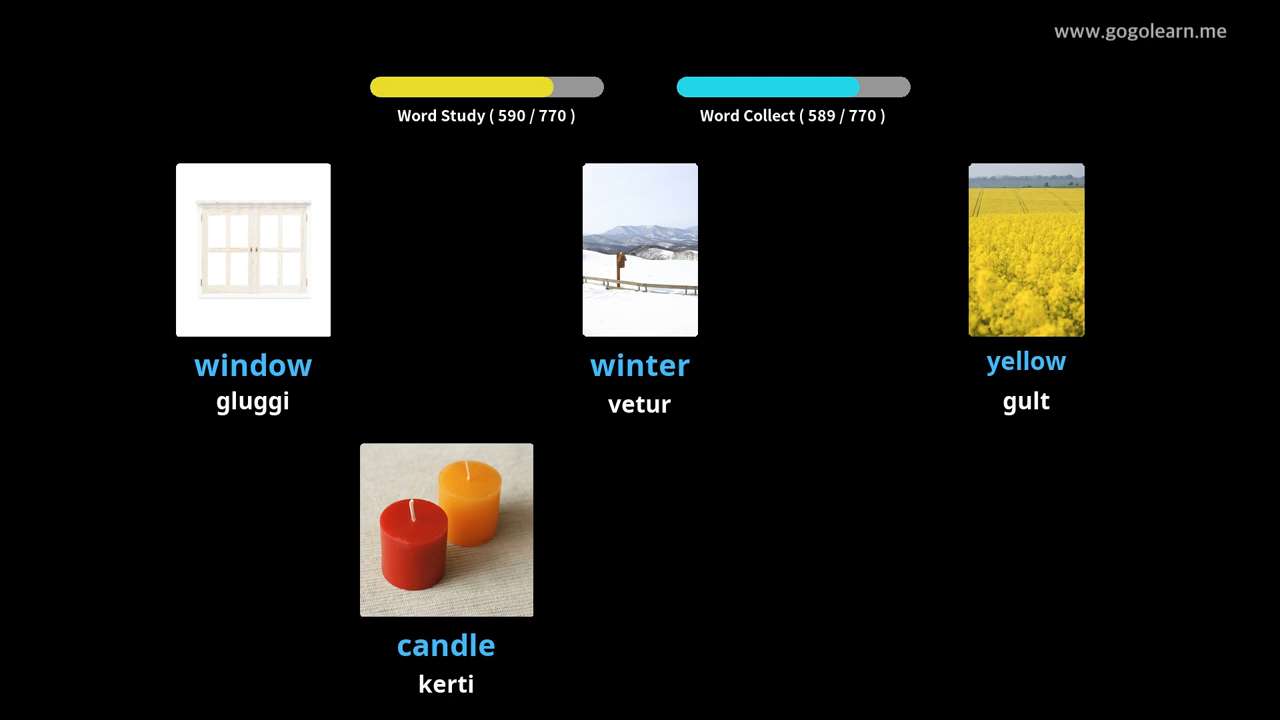 www.gogolearn.me
Word Study ( 590 / 770 )
Word Collect ( 589 / 770 )
window
gluggi
winter
vetur
yellow
gult
candle
kerti